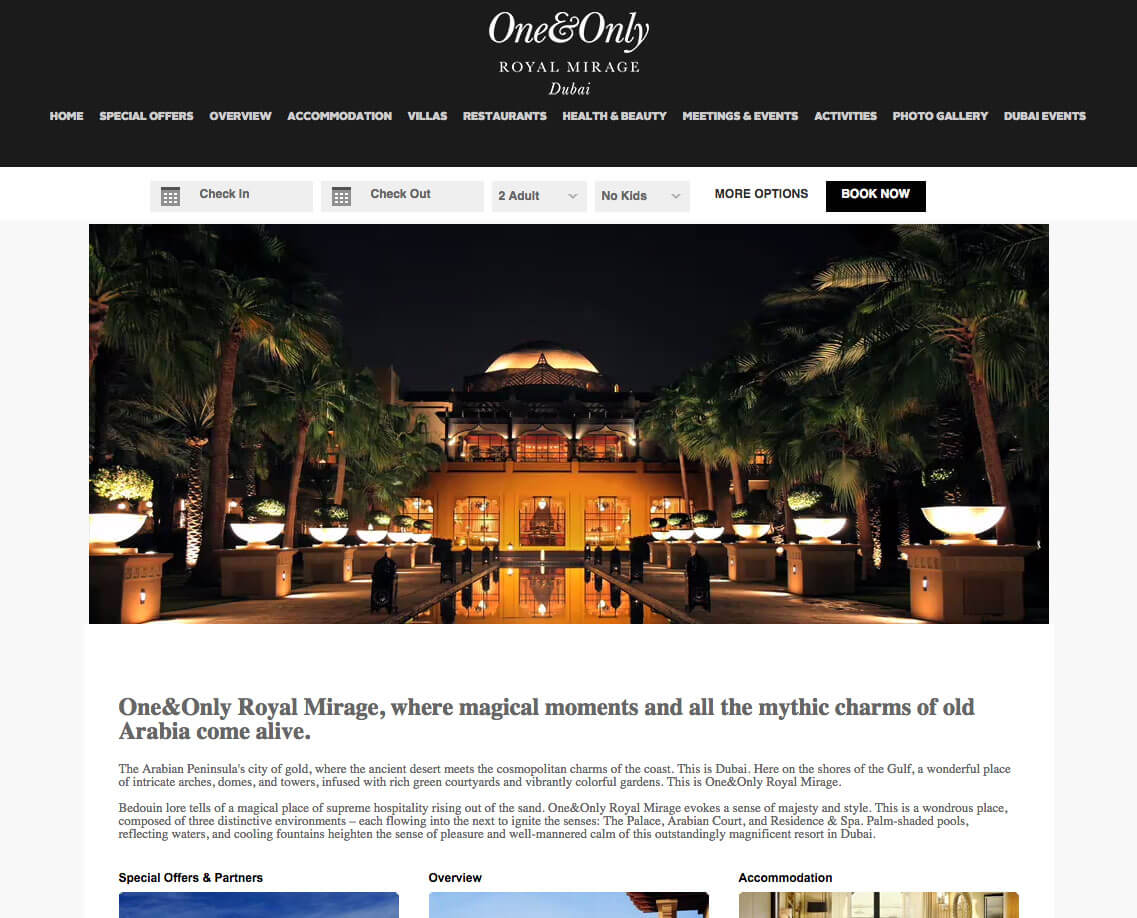 One&Only
ROYAL MIRAGE
Dubai
HOME SPECIAL OFFERS OVERVIEW ACCOMMODATION VILLAS RESTAURANTS HEALTH & BEAUTY MEETINGS & EVENTS ACTIVITIES PHOTO GALLERY DUBAI EVENTS
Check In Check Out 2 Adult No Kids MORE OPTIONS BOOK NOW
One&Only Royal Mirage, where magical moments and all the mythic charms of old
Arabia come alive.
The Arabian Peninsula's city of gold, where the ancient desert meets the cosmopolitan charms of the coast. This is Dubai. Here on the shores of the Gulf, a wonderful place
of intricate arches, domes, and towers, infused with rich green courtyards and vibrantly colorful gardens. This is One&Only Royal Mirage.
Bedouin lore tells of a magical place of supreme hospitality rising out of the sand. One&Only Royal Mirage evokes a sense of majesty and style. This is a wondrous place,
composed of three distinctive environments – each flowing into the next to ignite the senses: The Palace, Arabian Court, and Residence & Spa. Palm-shaded pools,
reflecting waters, and cooling fountains heighten the sense of pleasure and well-mannered calm of this outstandingly magnificent resort in Dubai.
Special Offers & Partners Overview Accommodation